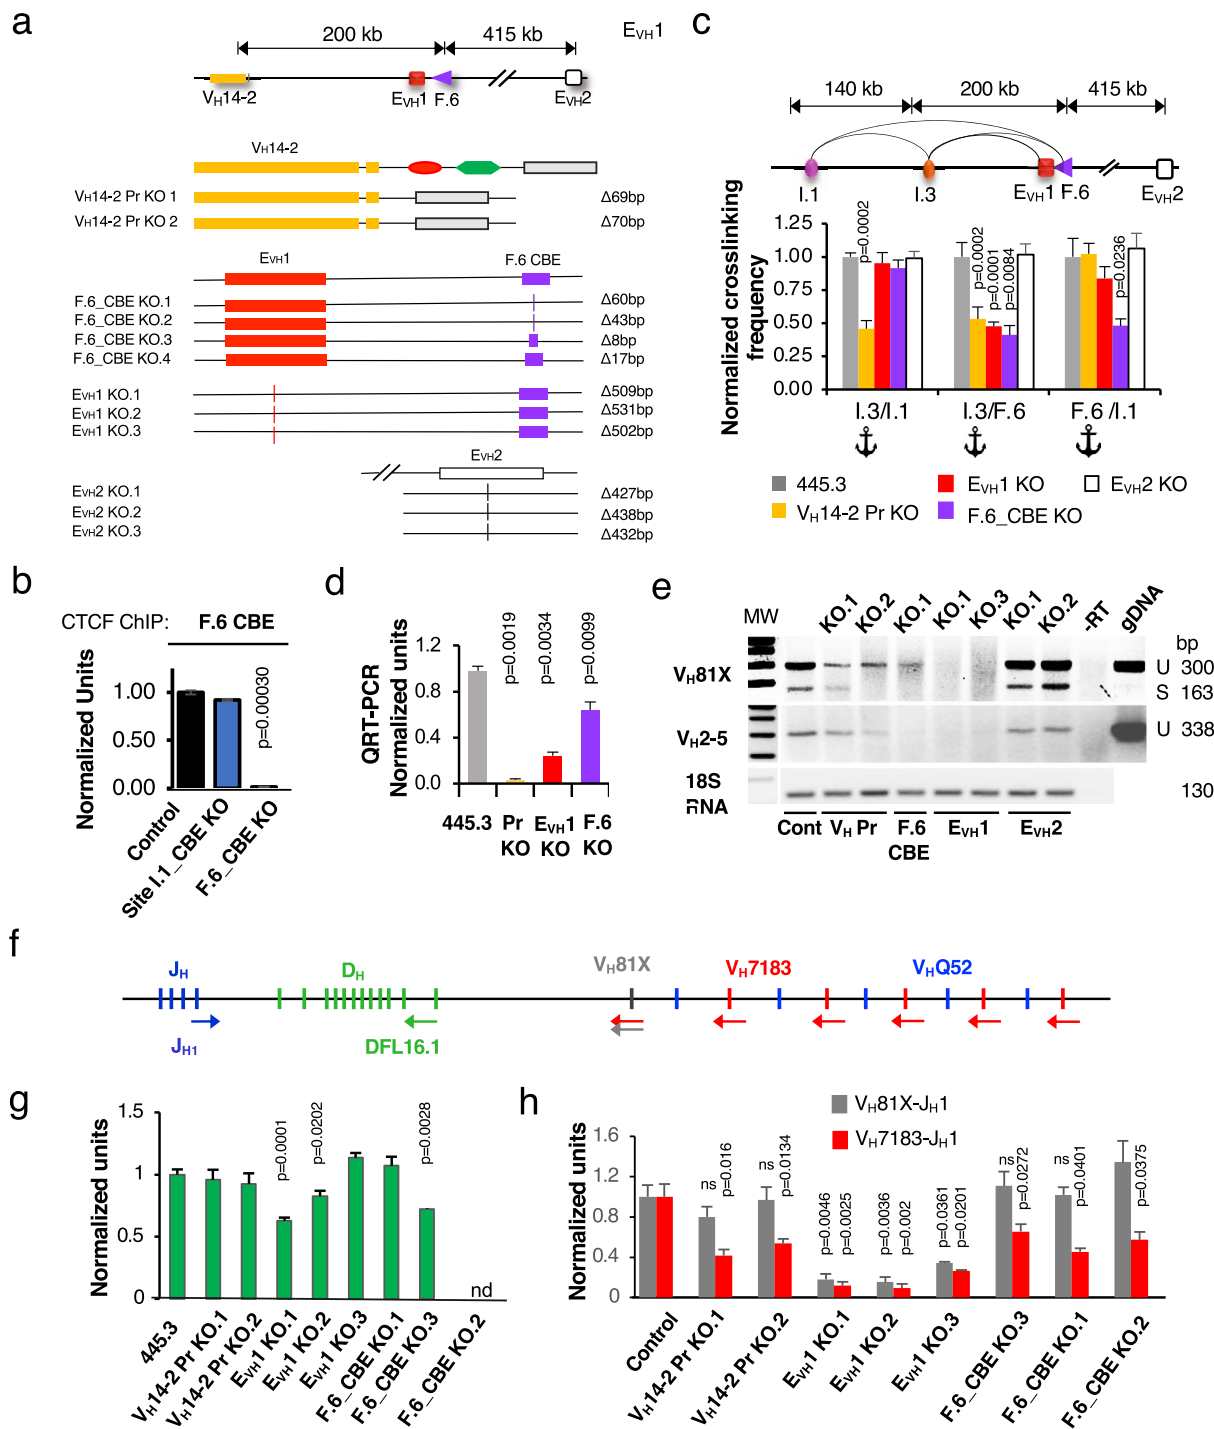 a
200 kb
415 kb
EVH1
VH14-2
EVH1
F.6
EVH2
VH14-2
VH14-2 Pr KO 1
Δ69bp
VH14-2 Pr KO 2
Δ70bp
EVH1
F.6 CBE
F.6_CBE KO.1
Δ60bp
F.6_CBE KO.2
Δ43bp
F.6_CBE KO.3
Δ8bp
F.6_CBE KO.4
Δ17bp
EVH1 KO.1
Δ509bp
EVH1 KO.2
Δ531bp
EVH1 KO.3
Δ502bp
EVH2
EVH2 KO.1
Δ427bp
EVH2 KO.2
Δ438bp
EVH2 KO.3
Δ432bp
c
140 kb
200 kb
415 kb
I.1
I.3
EVH1 F.6
EVH2
Normalized crosslinking frequency
1.25
1.00
0.75
0.50
0.25
0.00
p=0.0002
p=0.0002
p=0.0001
p=0.0084
p=0.0236
I.3/I.1
I.3/F.6
F.6 /I.1
445.3
EVH1 KO
EVH2 KO
VH14-2 Pr KO
F.6_CBE KO
b
CTCF ChIP:
F.6 CBE
Normalized Units
1.00
0.50
0.00
p=0.00030
Control
Site I.1_CBE KO
F.6_CBE KO
d
QRT-PCR
Normalized units
1.2
0.8
0.4
0.0
p=0.0019
p=0.0034
p=0.0099
445.3
Pr KO
EVH1 KO
F.6 KO
e
MW
KO.1
KO.2
KO.1
KO.1
KO.3
KO.1
KO.2
-RT
gDNA
bp
VH81X
U 300
S 163
VH2-5
U 338
18S
RNA
130
Cont
VH Pr
F.6
CBE
EVH1
EVH2
f
JH
DH
VH81X
VH7183
VHQ52
JH1
DFL16.1
g
Normalized units
1.5
1
0.5
0
p=0.0001
p=0.0202
p=0.0028
nd
445.3
VH14-2 Pr KO.1
VH14-2 Pr KO.2
EVH1 KO.1
EVH1 KO.2
EVH1 KO.3
F.6_CBE KO.1
F.6_CBE KO.3
F.6_CBE KO.2
h
VH81X-JH1
VH7183-JH1
Normalized units
1.6
1.2
0.8
0.4
0
ns
p=0.016
ns
p=0.0134
p=0.0046
p=0.0025
p=0.0036
p=0.002
p=0.0361
p=0.0201
ns
p=0.0272
ns
p=0.0401
p=0.0375
Control
VH14-2 Pr KO.1
VH14-2 Pr KO.2
EVH1 KO.1
EVH1 KO.2
EVH1 KO.3
F.6_CBE KO.3
F.6_CBE KO.1
F.6_CBE KO.2